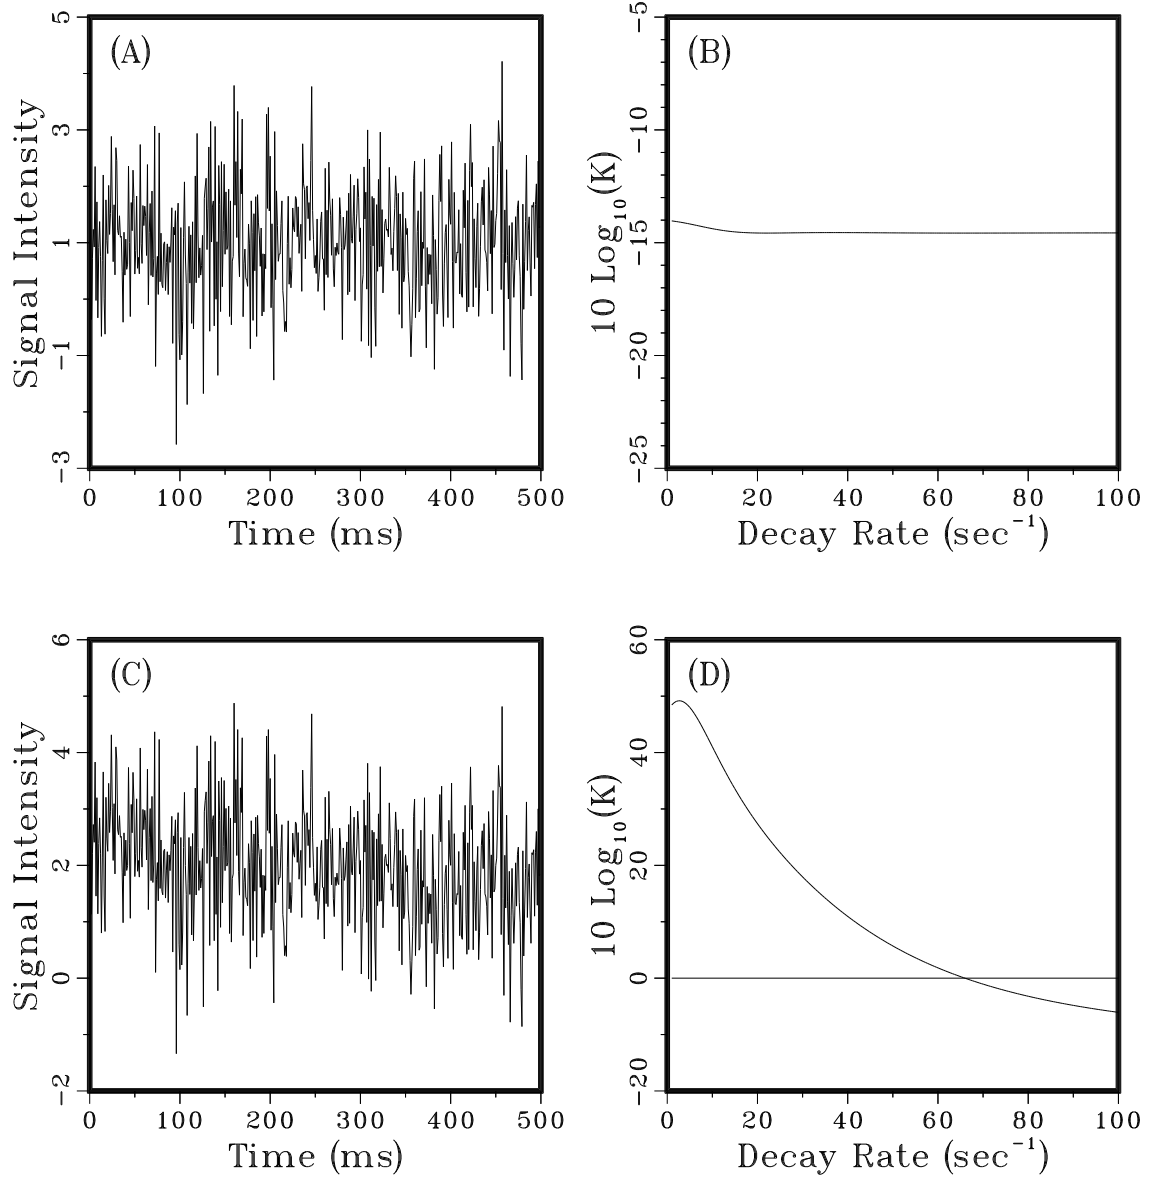 (A)
Signal Intensity
5
3
1
−1
−3
0 100 200 300 400 500
Time (ms)
(B)
10 Log10(K)
−5
−10
−15
−20
−25
0 20 40 60 80 100
Decay Rate (sec−1)
(C)
Signal Intensity
6
4
2
0
−2
0 100 200 300 400 500
Time (ms)
(D)
10 Log10(K)
60
40
20
0
−20
0 20 40 60 80 100
Decay Rate (sec−1)